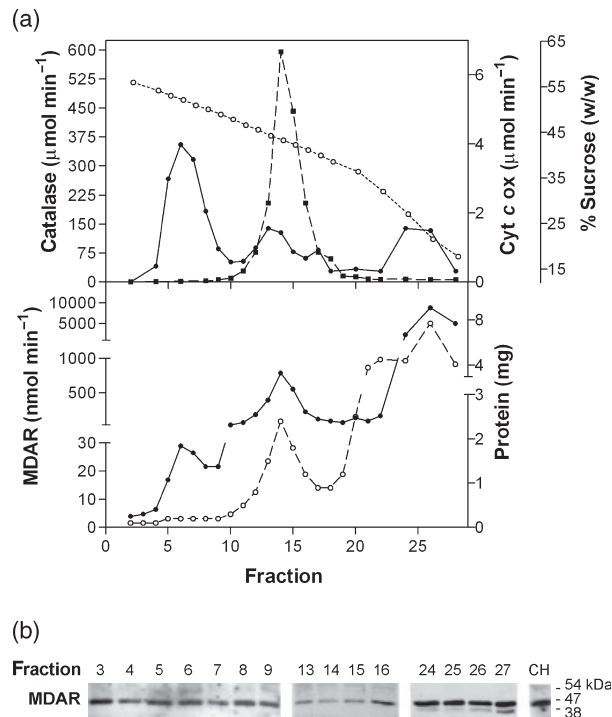 (a)
Catalase (μmol min⁻¹)
600
525
450
375
300
225
150
75
0
Cyt c ox (μmol min⁻¹)
6
4
2
0
% Sucrose (w/w)
65
55
45
35
25
15
MDAR (nmol min⁻¹)
10000
5000
1000
500
30
20
10
0
Protein (mg)
8
4
3
2
1
0
0 5 10 15 20 25
Fraction
(b)
Fraction 3 4 5 6 7 8 9 13 14 15 16 24 25 26 27 CH
MDAR
54 kDa
47
38